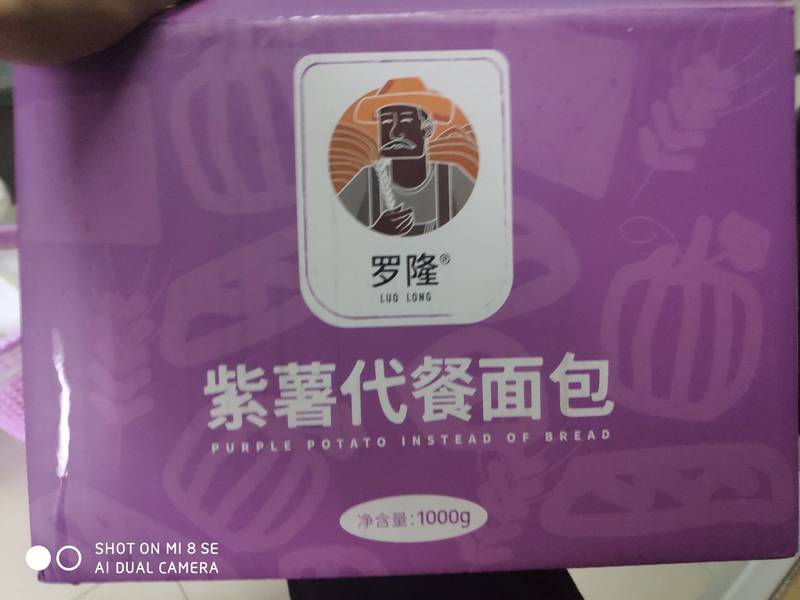 罗隆®
LUO LONG
紫薯代餐面包
PURPLE POTATO INSTEAD OF BREAD
净含量:1000g
SHOT ON MI 8 SE
AI DUAL CAMERA